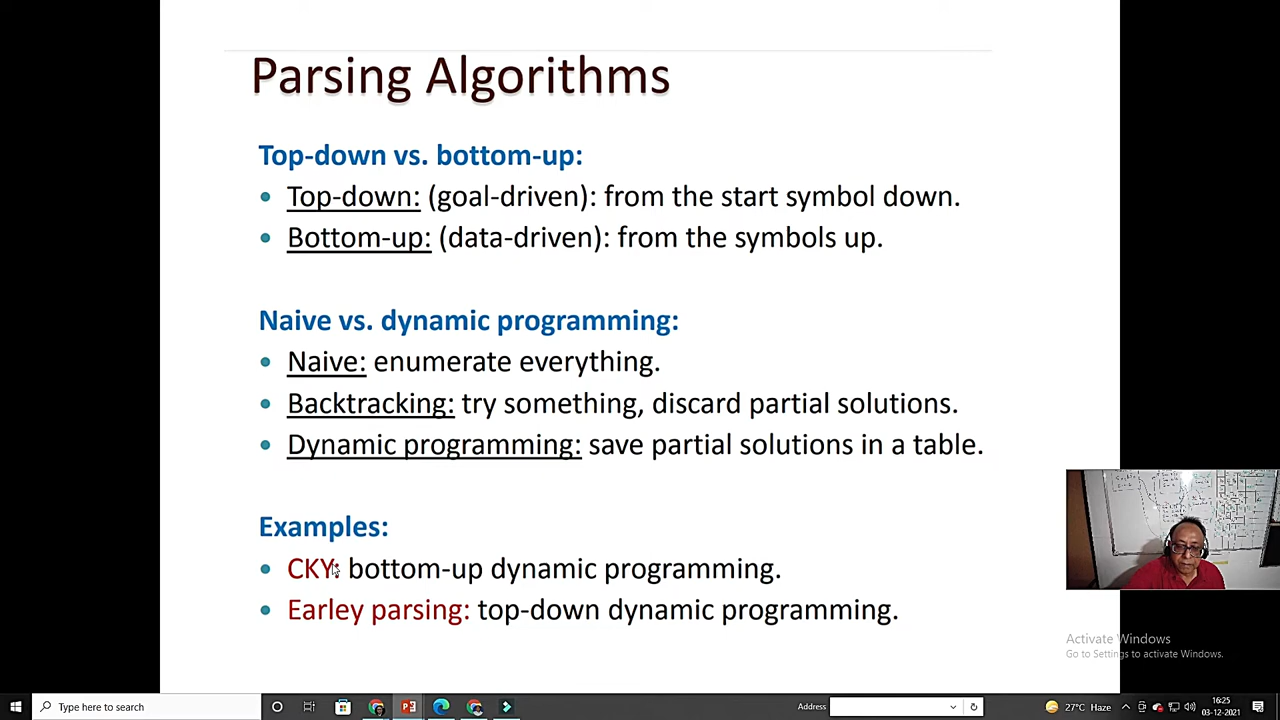 Parsing Algorithms
Top-down vs. bottom-up:
• Top-down: (goal-driven): from the start symbol down.
• Bottom-up: (data-driven): from the symbols up.
Naive vs. dynamic programming:
• Naive: enumerate everything.
• Backtracking: try something, discard partial solutions.
• Dynamic programming: save partial solutions in a table.
Examples:
• CKY: bottom-up dynamic programming.
• Earley parsing: top-down dynamic programming.
Activate Windows
Go to Settings to activate Windows.
Type here to search
Address
27°C Haze
16:25
03-12-2021